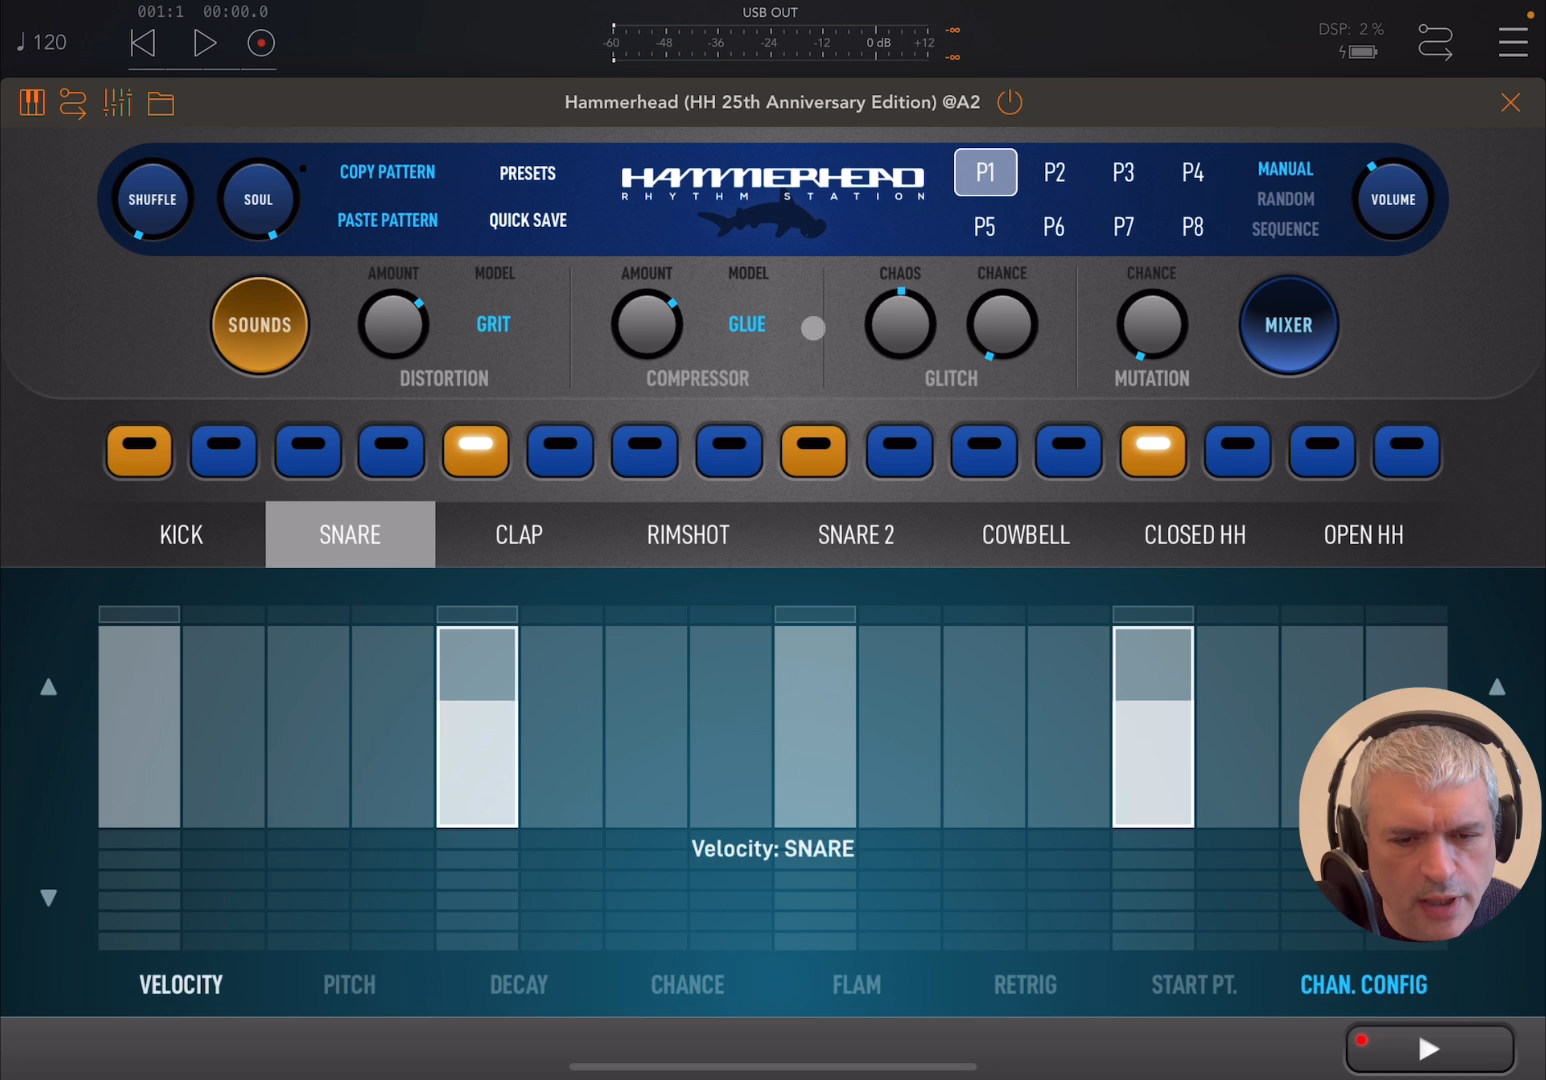 001:1 00:00.0
♩ 120
USB OUT
-60 -48 -36 -24 -12 0 dB +12
-∞
-∞
DSP: 2 %
Hammerhead (HH 25th Anniversary Edition) @A2
SHUFFLE
SOUL
COPY PATTERN
PASTE PATTERN
PRESETS
QUICK SAVE
HAMMERHEAD
RHYTHM STATION
P1 P2 P3 P4
P5 P6 P7 P8
MANUAL
RANDOM
SEQUENCE
VOLUME
SOUNDS
AMOUNT MODEL
GRIT
DISTORTION
AMOUNT MODEL
GLUE
COMPRESSOR
CHAOS CHANCE
GLITCH
CHANCE
MUTATION
MIXER
KICK SNARE CLAP RIMSHOT SNARE 2 COWBELL CLOSED HH OPEN HH
Velocity: SNARE
VELOCITY PITCH DECAY CHANCE FLAM RETRIG START PT. CHAN. CONFIG